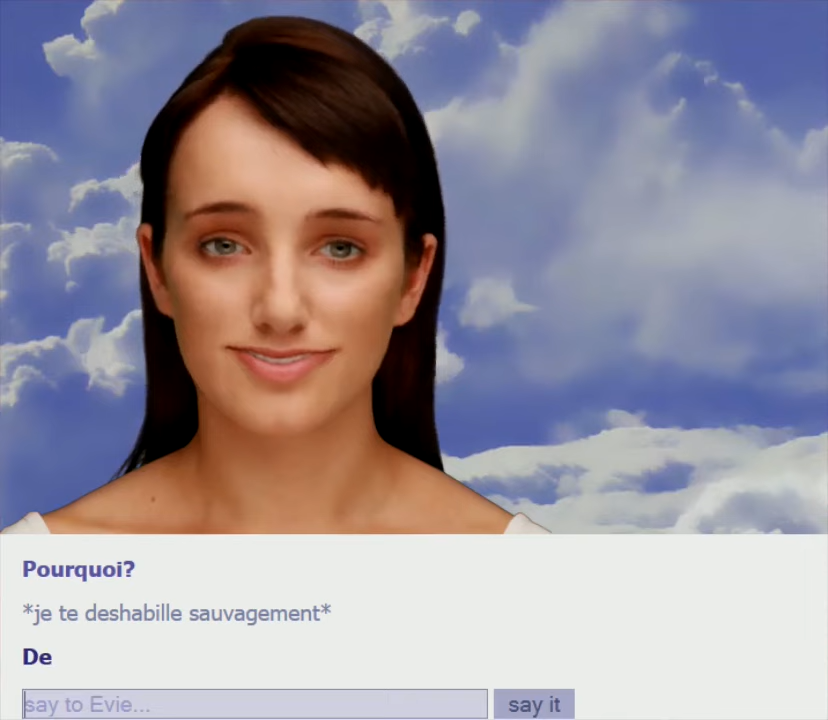 Pourquoi?
*je te deshabille sauvagement*
De
say to Evie...
say it